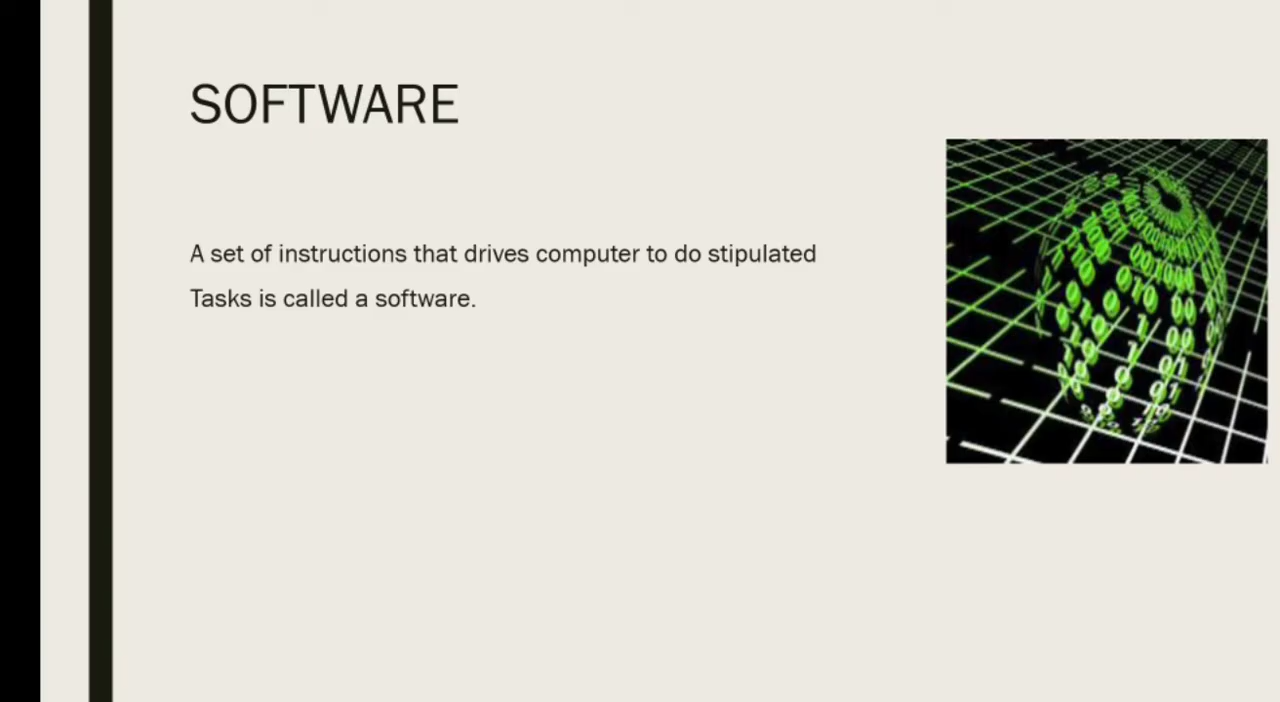 SOFTWARE
A set of instructions that drives computer to do stipulated
Tasks is called a software.